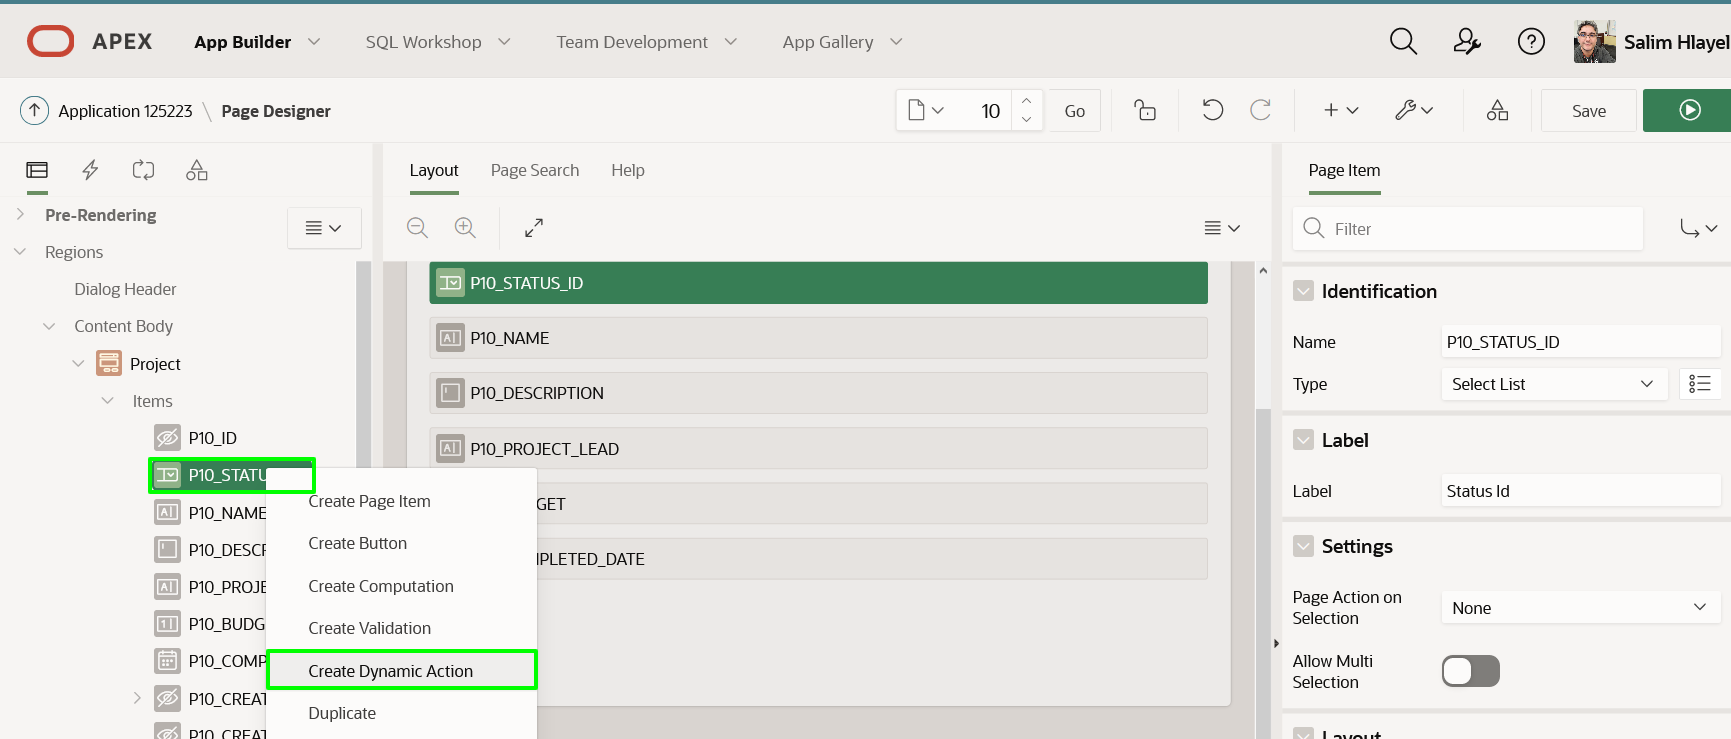 APEX App Builder SQL Workshop Team Development App Gallery Salim Hlayel
Application 125223 \ Page Designer 10 Go Save
Layout Page Search Help
Page Item
Pre-Rendering
Regions
Dialog Header
Content Body
Project
Items
P10_ID
P10_STATU
P10_NAME
P10_DESCR
P10_PROJE
P10_BUDG
P10_COMP
P10_CREAT
P10_CREAT
Create Page Item
Create Button
Create Computation
Create Validation
Create Dynamic Action
Duplicate
P10_STATUS_ID
P10_NAME
P10_DESCRIPTION
P10_PROJECT_LEAD
GET
MPLETED_DATE
Filter
Identification
Name P10_STATUS_ID
Type Select List
Label
Label Status Id
Settings
Page Action on
Selection
None
Allow Multi
Selection
Layout